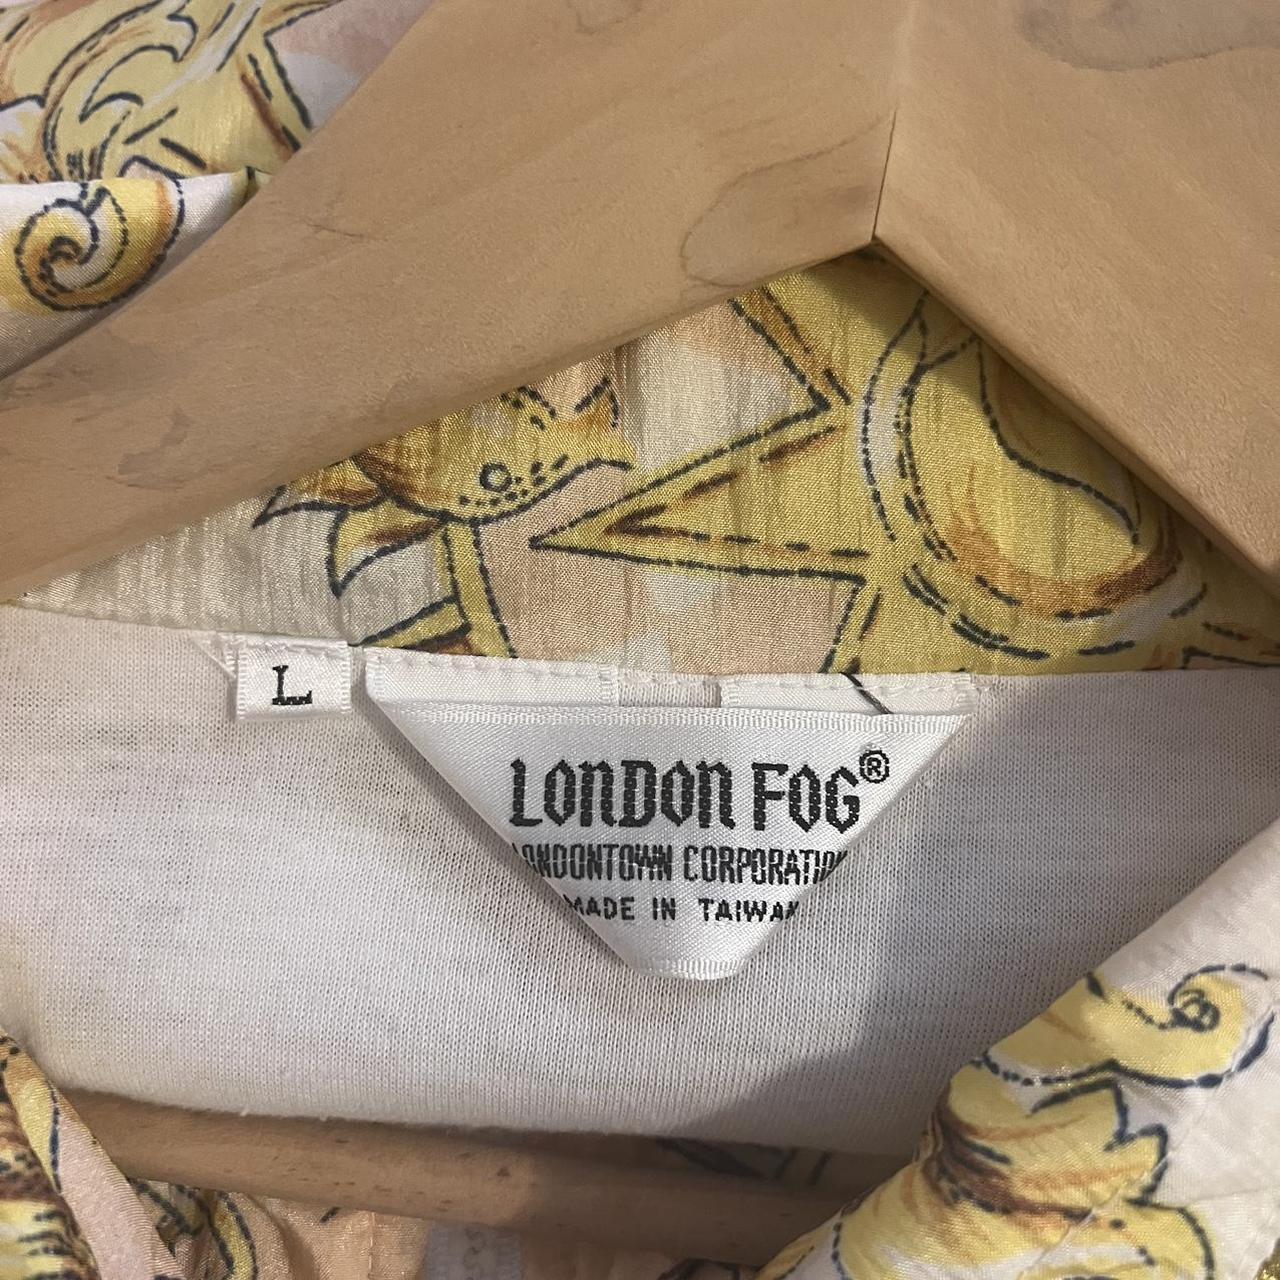 L
LONDON FOG®
LONDONTOWN CORPORATION
MADE IN TAIWAN